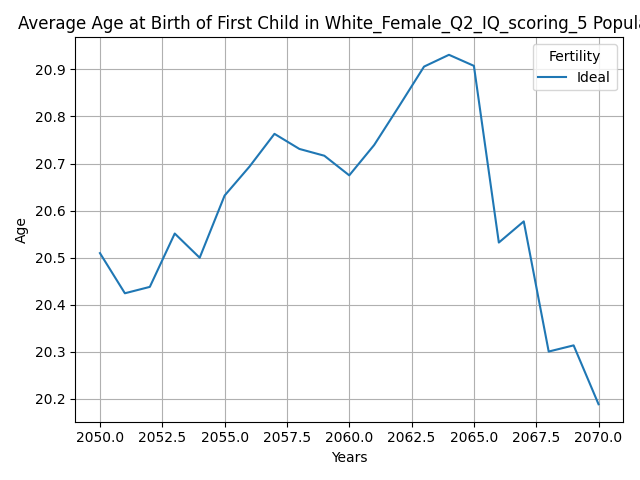 Average Age at Birth of First Child in White_Female_Q2_IQ_scoring_5 Popula
Fertility
Ideal
20.9
20.8
20.7
20.6
20.5
20.4
20.3
20.2
Age
2050.0 2052.5 2055.0 2057.5 2060.0 2062.5 2065.0 2067.5 2070.0
Years